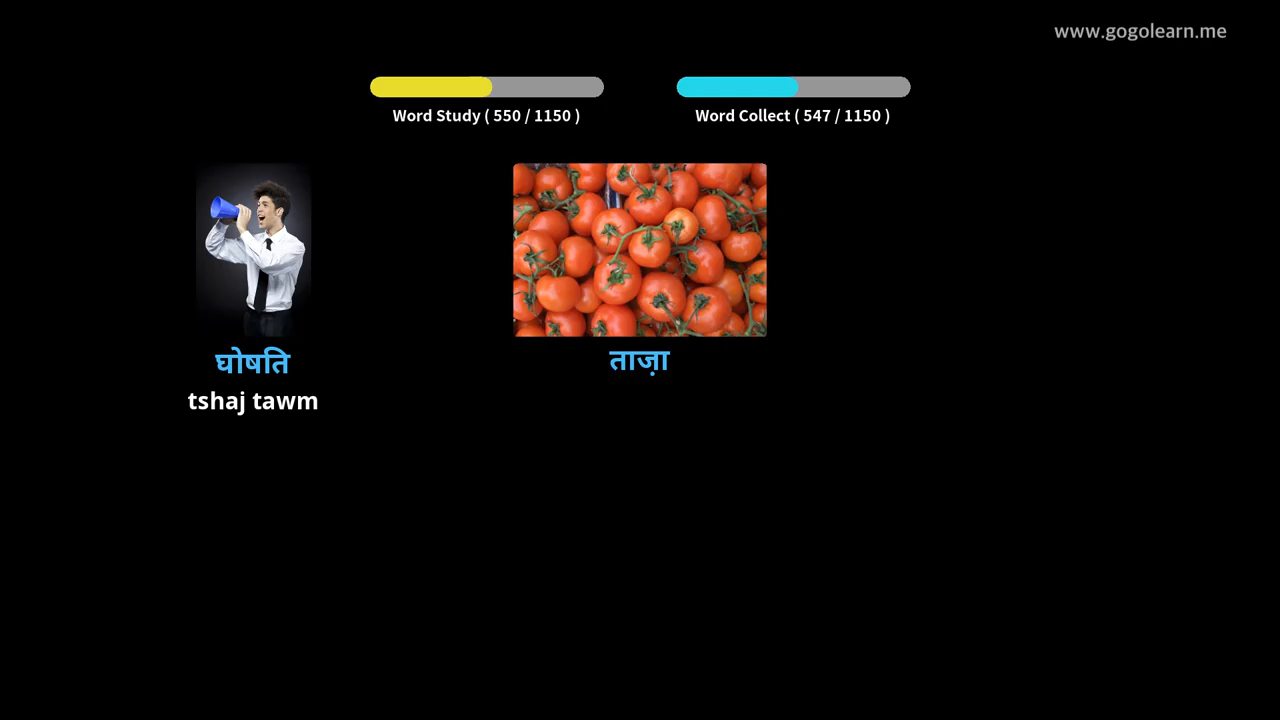 www.gogolearn.me
Word Study ( 550 / 1150 )
Word Collect ( 547 / 1150 )
घोषति
tshaj tawm
ताज़ा